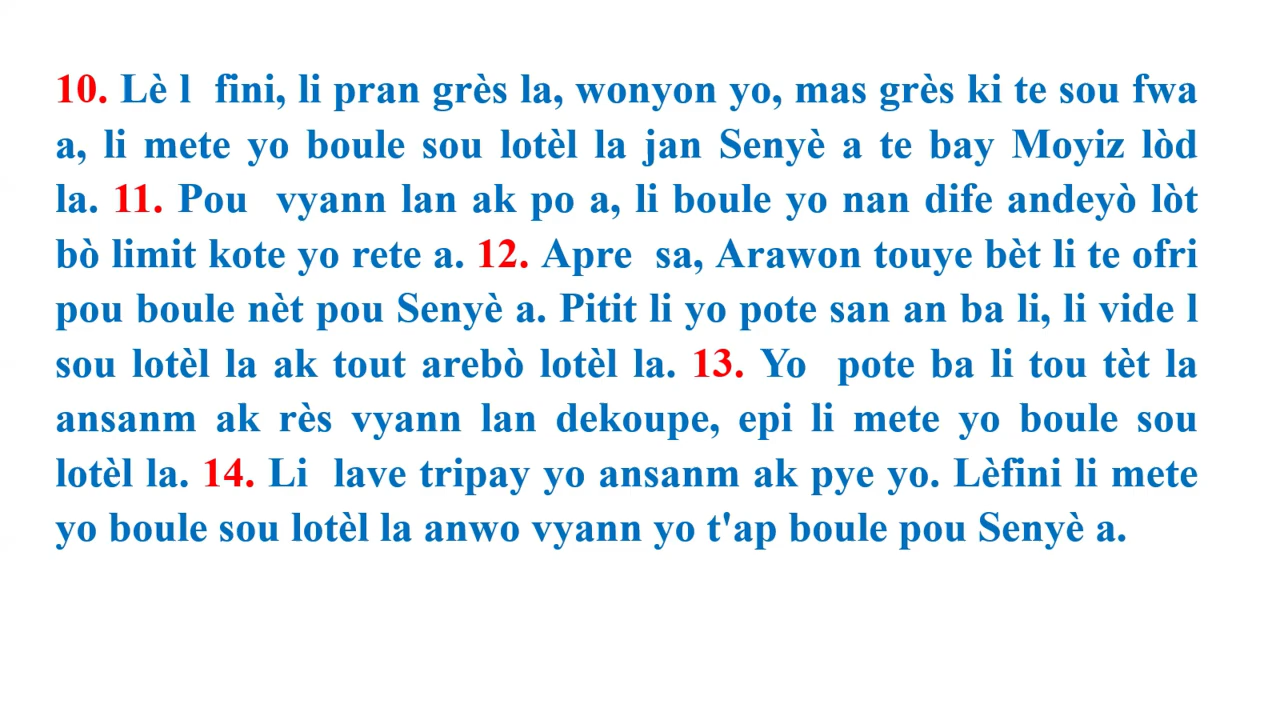 10. Lè l  fini, li pran grès la, wonyon yo, mas grès ki te sou fwa
a, li mete yo boule sou lotèl la jan Senyè a te bay Moyiz lòd
la. 11. Pou  vyann lan ak po a, li boule yo nan dife andeyò lòt
bò limit kote yo rete a. 12. Apre  sa, Arawon touye bèt li te ofri
pou boule nèt pou Senyè a. Pitit li yo pote san an ba li, li vide l
sou lotèl la ak tout arebò lotèl la. 13. Yo  pote ba li tou tèt la
ansanm ak rès vyann lan dekoupe, epi li mete yo boule sou
lotèl la. 14. Li  lave tripay yo ansanm ak pye yo. Lèfini li mete
yo boule sou lotèl la anwo vyann yo t'ap boule pou Senyè a.